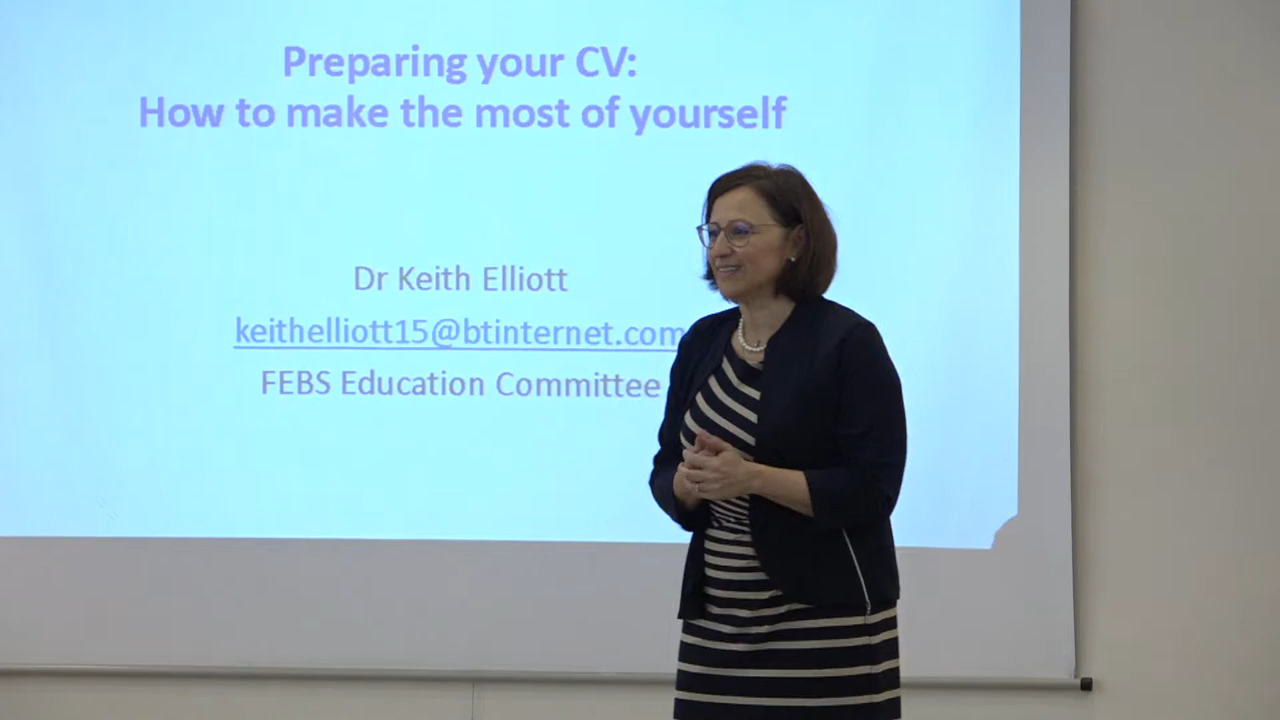 Preparing your CV:
How to make the most of yourself
Dr Keith Elliott
keithelliott15@btinternet.com
FEBS Education Committee